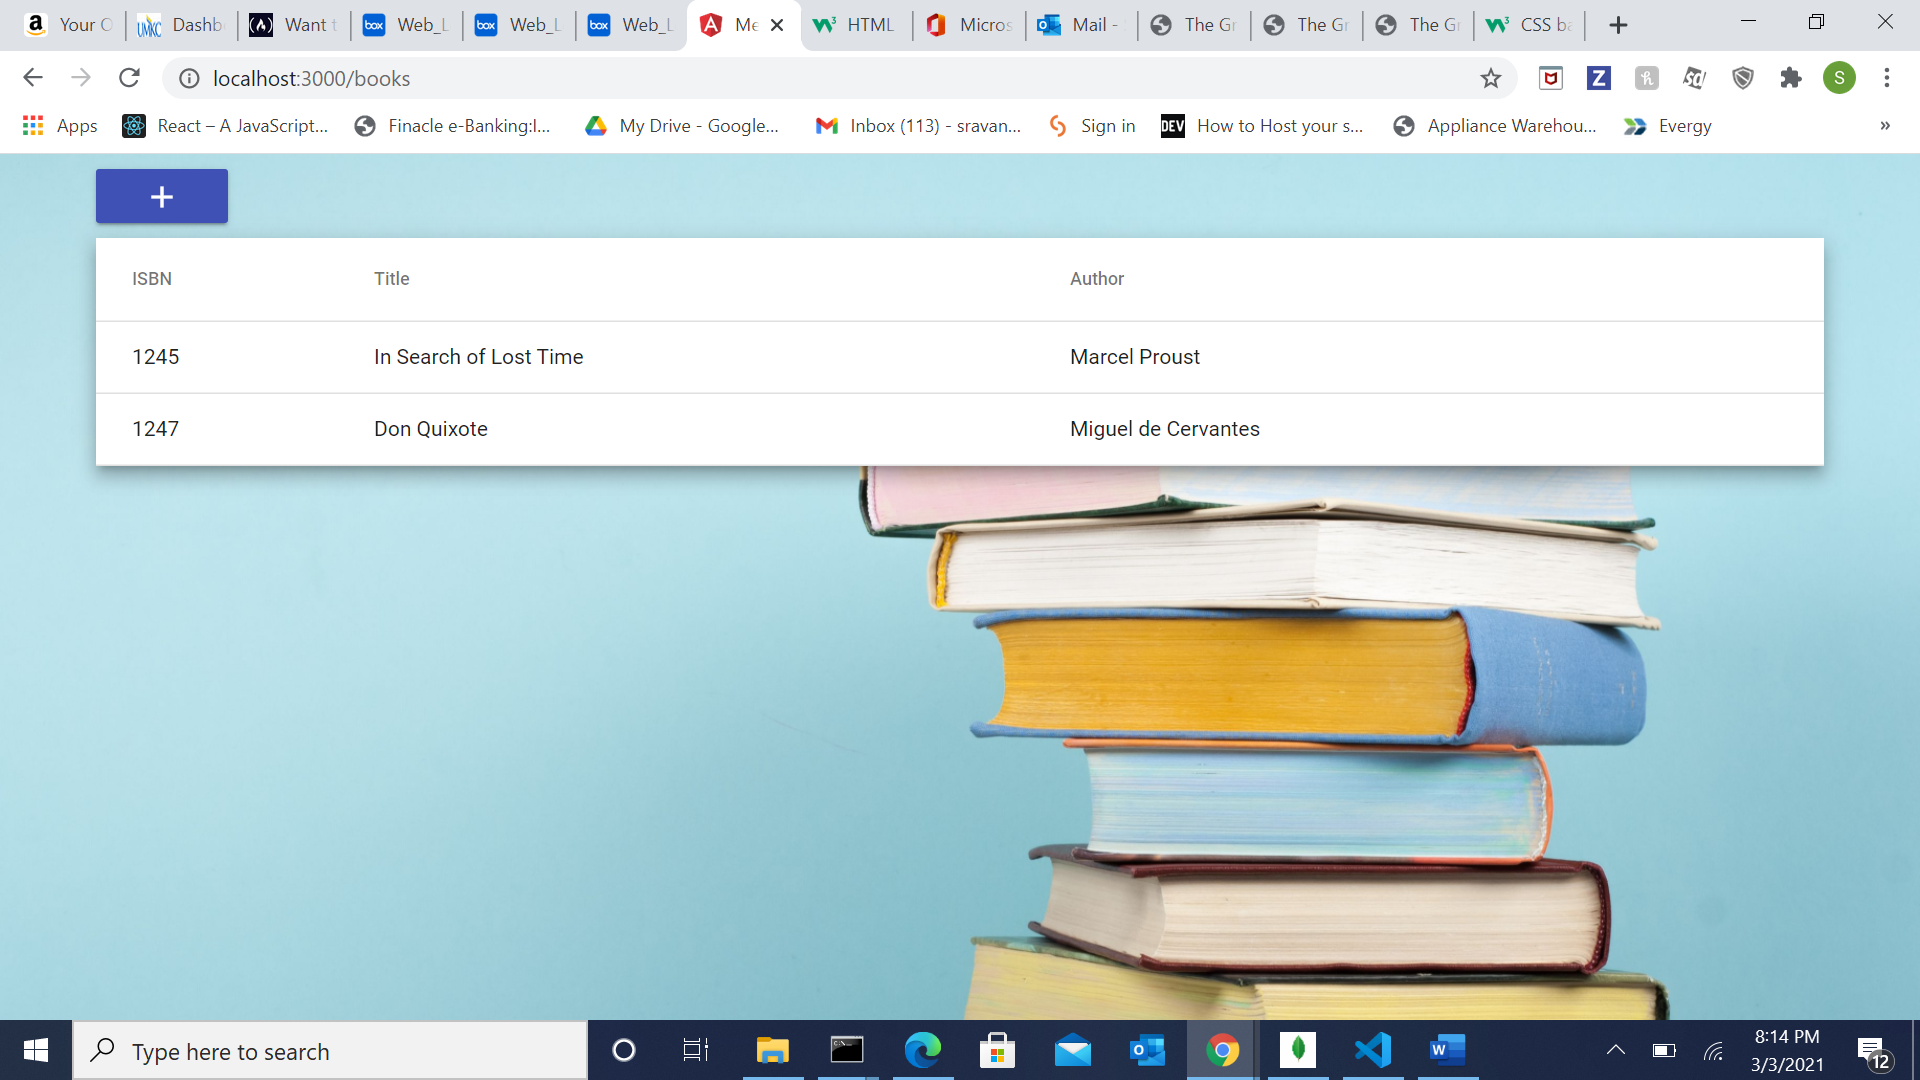 Your O
Dashb
Want t
Web_L
Web_L
Web_L
Me
HTML
Micros
Mail -
The Gr
The Gr
The Gr
CSS ba
localhost:3000/books
Apps
React – A JavaScript...
Finacle e-Banking:I...
My Drive - Google...
Inbox (113) - sravan...
Sign in
DEV
How to Host your s...
Appliance Warehou...
Evergy
»
+
ISBN Title Author
1245 In Search of Lost Time Marcel Proust
1247 Don Quixote Miguel de Cervantes
Type here to search
8:14 PM
3/3/2021
12